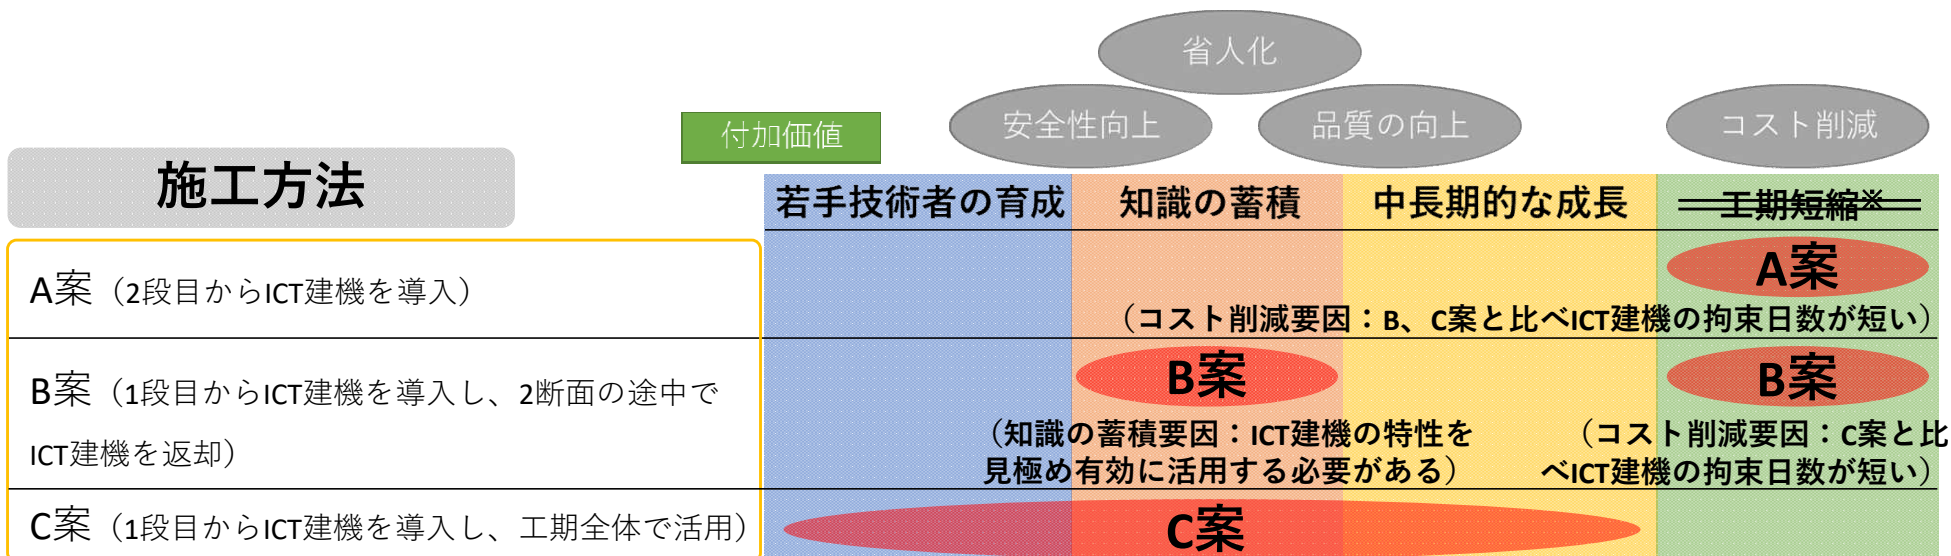 省人化
付加価値
安全性向上
品質の向上
コスト削減
施工方法
若手技術者の育成
知識の蓄積
中長期的な成長
工期短縮※
A案（2段目からICT建機を導入）
A案
（コスト削減要因：B、C案と比べICT建機の拘束日数が短い）
B案（1段目からICT建機を導入し、2断面の途中で
ICT建機を返却）
B案
（知識の蓄積要因：ICT建機の特性を
見極め有効に活用する必要がある）
B案
（コスト削減要因：C案と比
べICT建機の拘束日数が短い）
C案（1段目からICT建機を導入し、工期全体で活用）
C案